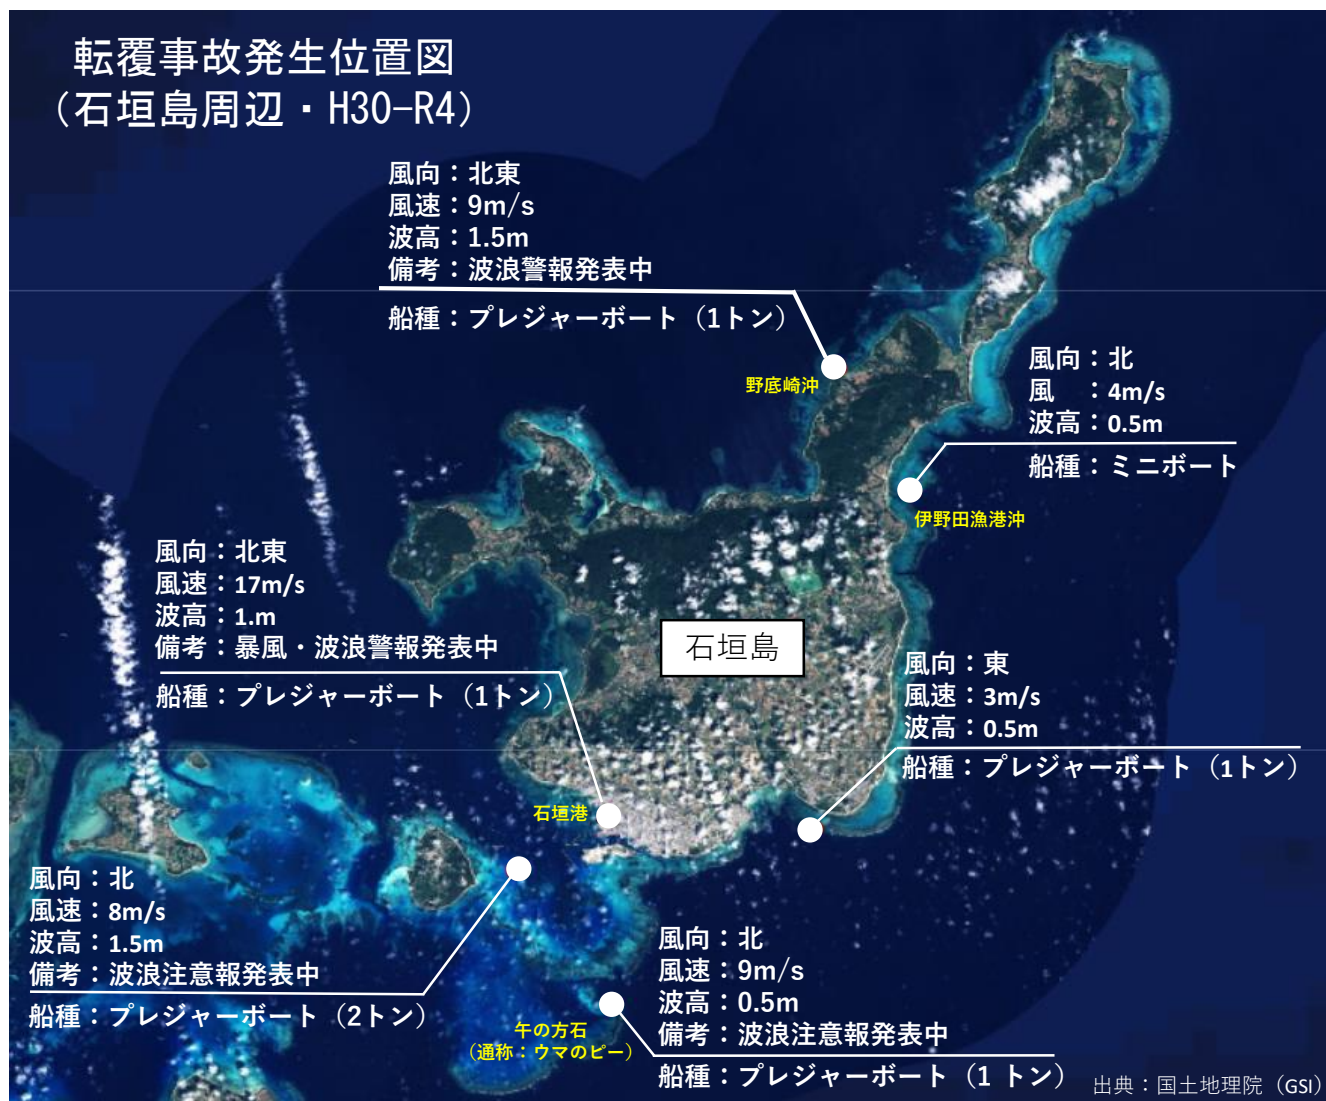 転覆事故発生位置図
（石垣島周辺・H30-R4）
風向：北東
風速：9m/s
波高：1.5m
備考：波浪警報発表中
船種：プレジャーボート（1トン）
野底崎沖
風向：北
風　：4m/s
波高：0.5m
船種：ミニボート
伊野田漁港沖
風向：北東
風速：17m/s
波高：1.m
備考：暴風・波浪警報発表中
船種：プレジャーボート（1トン）
石垣港
石垣島
風向：東
風速：3m/s
波高：0.5m
船種：プレジャーボート（1トン）
風向：北
風速：8m/s
波高：1.5m
備考：波浪注意報発表中
船種：プレジャーボート（2トン）
風向：北
風速：9m/s
波高：0.5m
備考：波浪注意報発表中
船種：プレジャーボート（1 トン）
午の方石
（通称：ウマのピー）
出典：国土地理院（GSI）